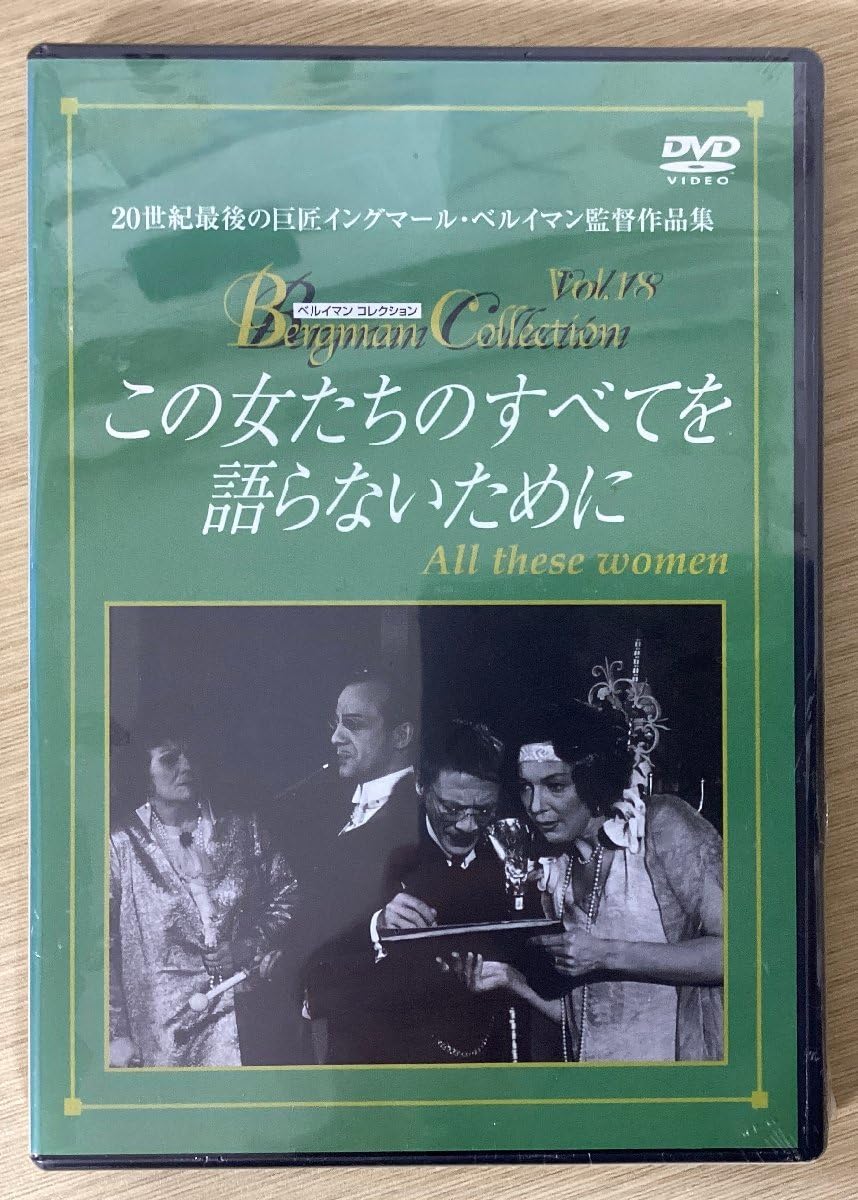 DVD
VIDEO
20世紀最後の巨匠イングマール・ベルイマン監督作品集
Vol.18
ベルイマン コレクション
Bergman Collection
この女たちのすべてを
語らないために
All these women